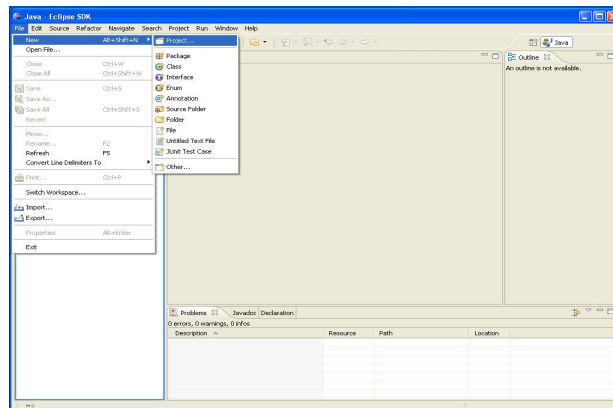 Java - Eclipse SDK
File Edit Source Refactor Navigate Search Project Run Window Help
New Alt+Shift+N
Open File...
Close Ctrl+W
Close All Ctrl+Shift+W
Save Ctrl+S
Save As...
Save All Ctrl+Shift+S
Revert
Move...
Rename... F2
Refresh F5
Convert Line Delimiters To
Print... Ctrl+P
Switch Workspace...
Import...
Export...
Properties Alt+Enter
Exit
Project...
Package
Class
Interface
Enum
Annotation
Source Folder
Folder
File
Untitled Text File
JUnit Test Case
Other...
Java
Outline
An outline is not available.
Problems Javadoc Declaration
0 errors, 0 warnings, 0 infos
Description Resource Path Location